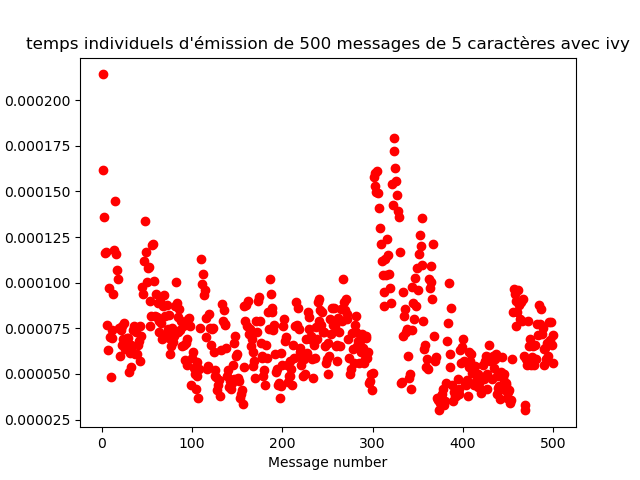 temps individuels d'émission de 500 messages de 5 caractères avec ivy
0.000200
0.000175
0.000150
0.000125
0.000100
0.000075
0.000050
0.000025
0 100 200 300 400 500
Message number